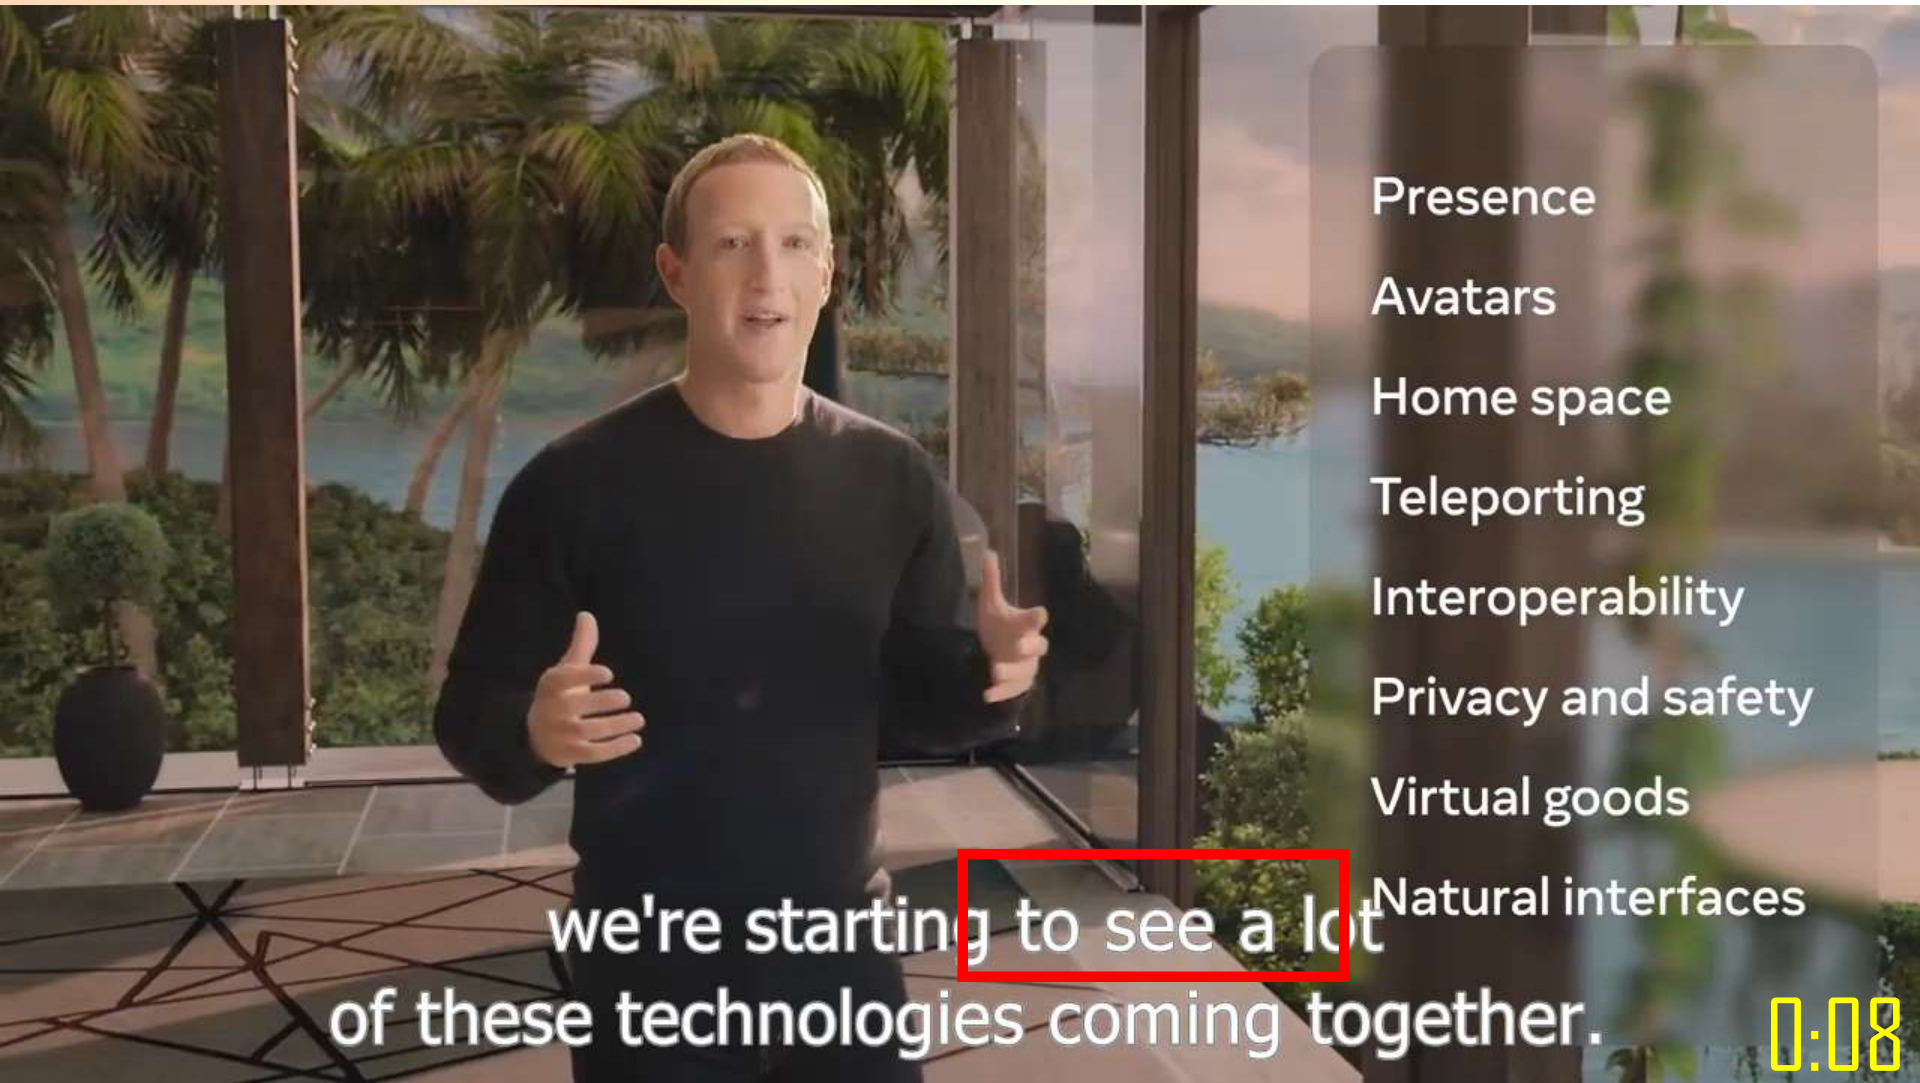 Presence
Avatars
Home space
Teleporting
Interoperability
Privacy and safety
Virtual goods
Natural interfaces
we're starting to see a lot
of these technologies coming together.
0:08